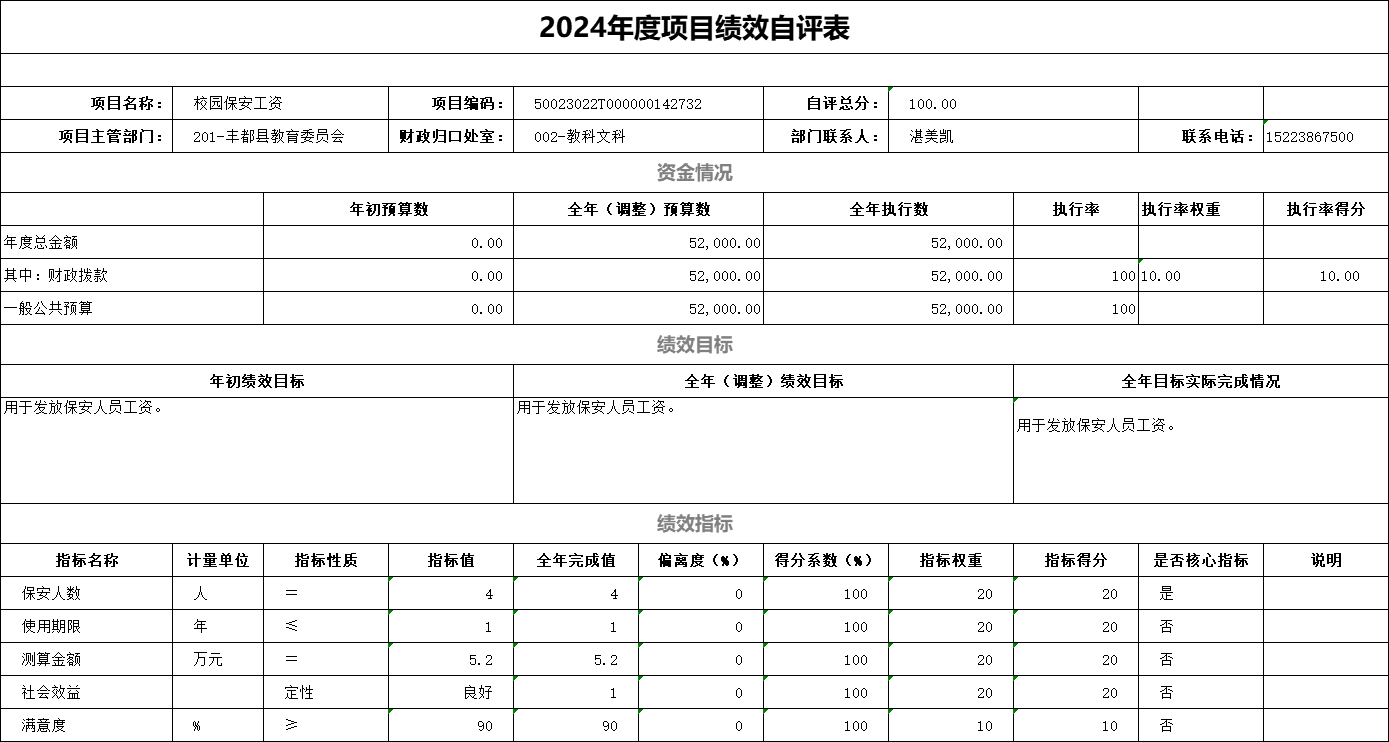 2024年度项目绩效自评表
项目名称： 校园保安工资 项目编码： 50023022T000000142732 自评总分： 100.00
项目主管部门： 201-丰都县教育委员会 财政归口处室： 002-教科文科 部门联系人： 湛美凯 联系电话： 15223867500
资金情况
年初预算数 全年（调整）预算数 全年执行数 执行率 执行率权重 执行率得分
年度总金额 0.00 52,000.00 52,000.00
其中：财政拨款 0.00 52,000.00 52,000.00 100 10.00 10.00
一般公共预算 0.00 52,000.00 52,000.00 100
绩效目标
年初绩效目标 全年（调整）绩效目标 全年目标实际完成情况
用于发放保安人员工资。 用于发放保安人员工资。 用于发放保安人员工资。
绩效指标
指标名称 计量单位 指标性质 指标值 全年完成值 偏离度（%） 得分系数（%） 指标权重 指标得分 是否核心指标 说明
保安人数 人 ＝ 4 4 0 100 20 20 是
使用期限 年 ≤ 1 1 0 100 20 20 否
测算金额 万元 ＝ 5.2 5.2 0 100 20 20 否
社会效益 定性 良好 1 0 100 20 20 否
满意度 % ≥ 90 90 0 100 10 10 否